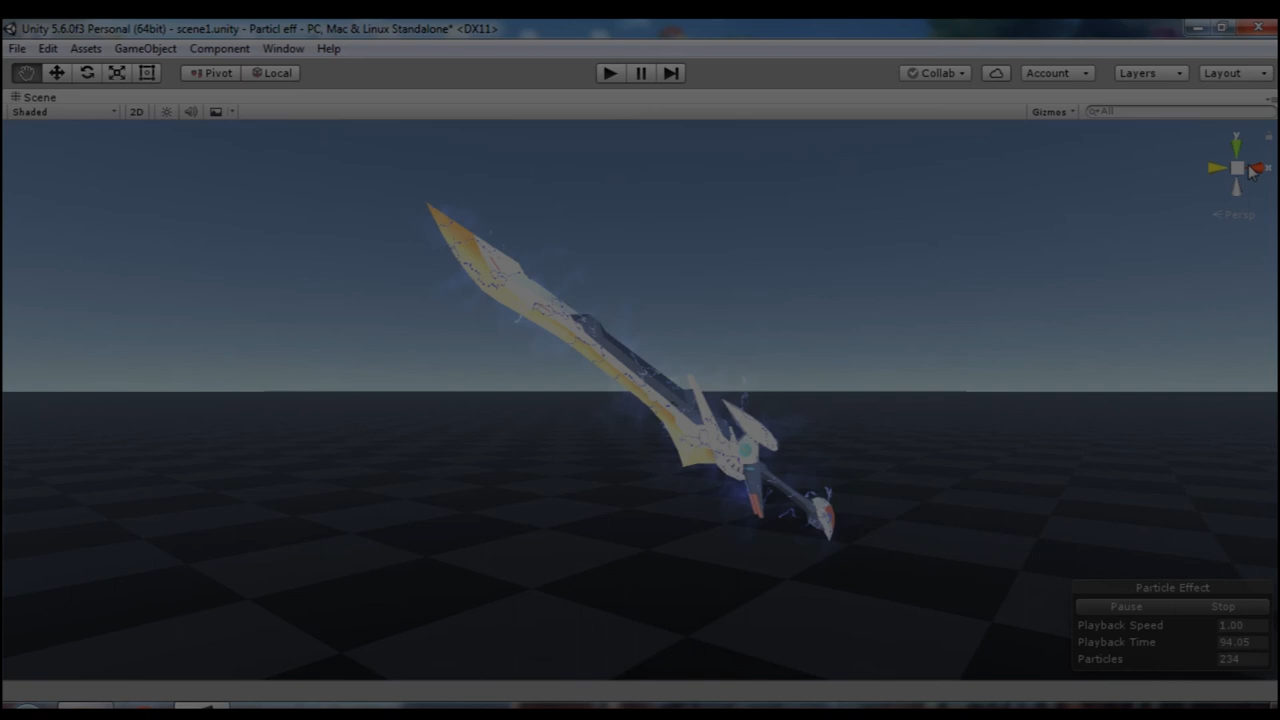 Unity 5.6.0f3 Personal (64bit) - scene1.unity - Particl eff - PC, Mac & Linux Standalone* <DX11>
File Edit Assets GameObject Component Window Help
Pivot Local Collab Account Layers Layout
Scene
Shaded 2D Gizmos All
y
x
Persp
Particle Effect
Pause Stop
Playback Speed 1.00
Playback Time 94.05
Particles 234